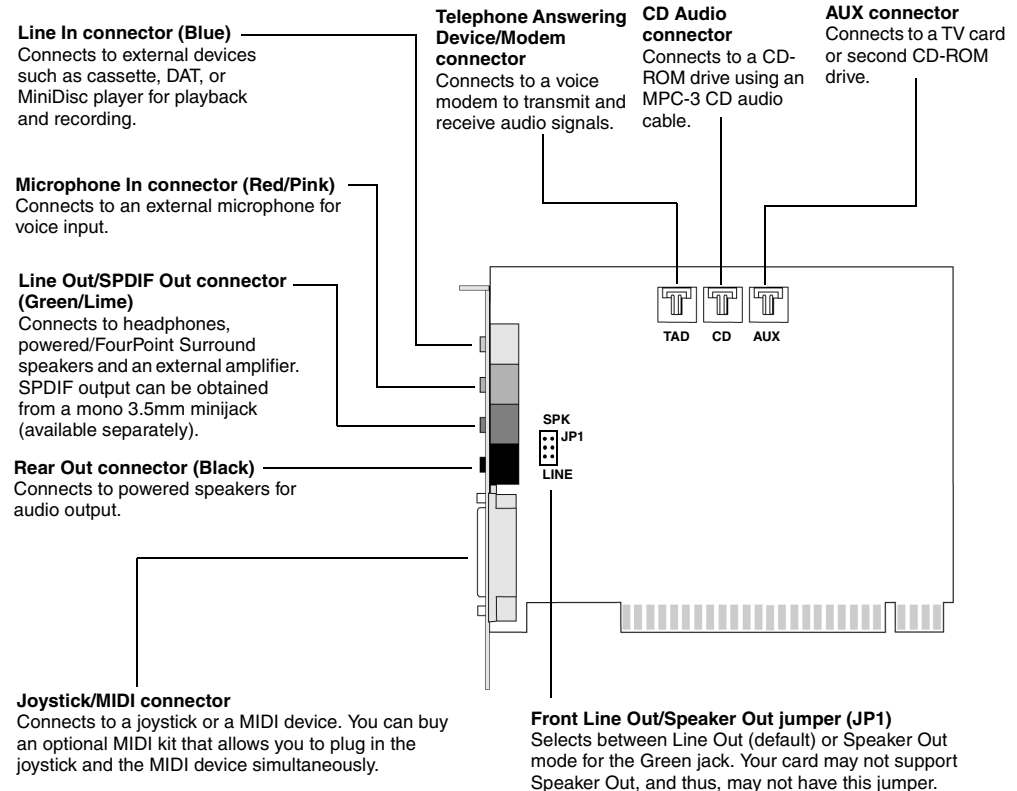 Line In connector (Blue)
Connects to external devices
such as cassette, DAT, or
MiniDisc player for playback
and recording.
Telephone Answering
Device/Modem
connector
Connects to a voice
modem to transmit and
receive audio signals.
CD Audio
connector
Connects to a CD-
ROM drive using an
MPC-3 CD audio
cable.
AUX connector
Connects to a TV card
or second CD-ROM
drive.
Microphone In connector (Red/Pink)
Connects to an external microphone for
voice input.
Line Out/SPDIF Out connector
(Green/Lime)
Connects to headphones,
powered/FourPoint Surround
speakers and an external amplifier.
SPDIF output can be obtained
from a mono 3.5mm minijack
(available separately).
Rear Out connector (Black)
Connects to powered speakers for
audio output.
TAD CD AUX
SPK
JP1
LINE
Joystick/MIDI connector
Connects to a joystick or a MIDI device. You can buy
an optional MIDI kit that allows you to plug in the
joystick and the MIDI device simultaneously.
Front Line Out/Speaker Out jumper (JP1)
Selects between Line Out (default) or Speaker Out
mode for the Green jack. Your card may not support
Speaker Out, and thus, may not have this jumper.